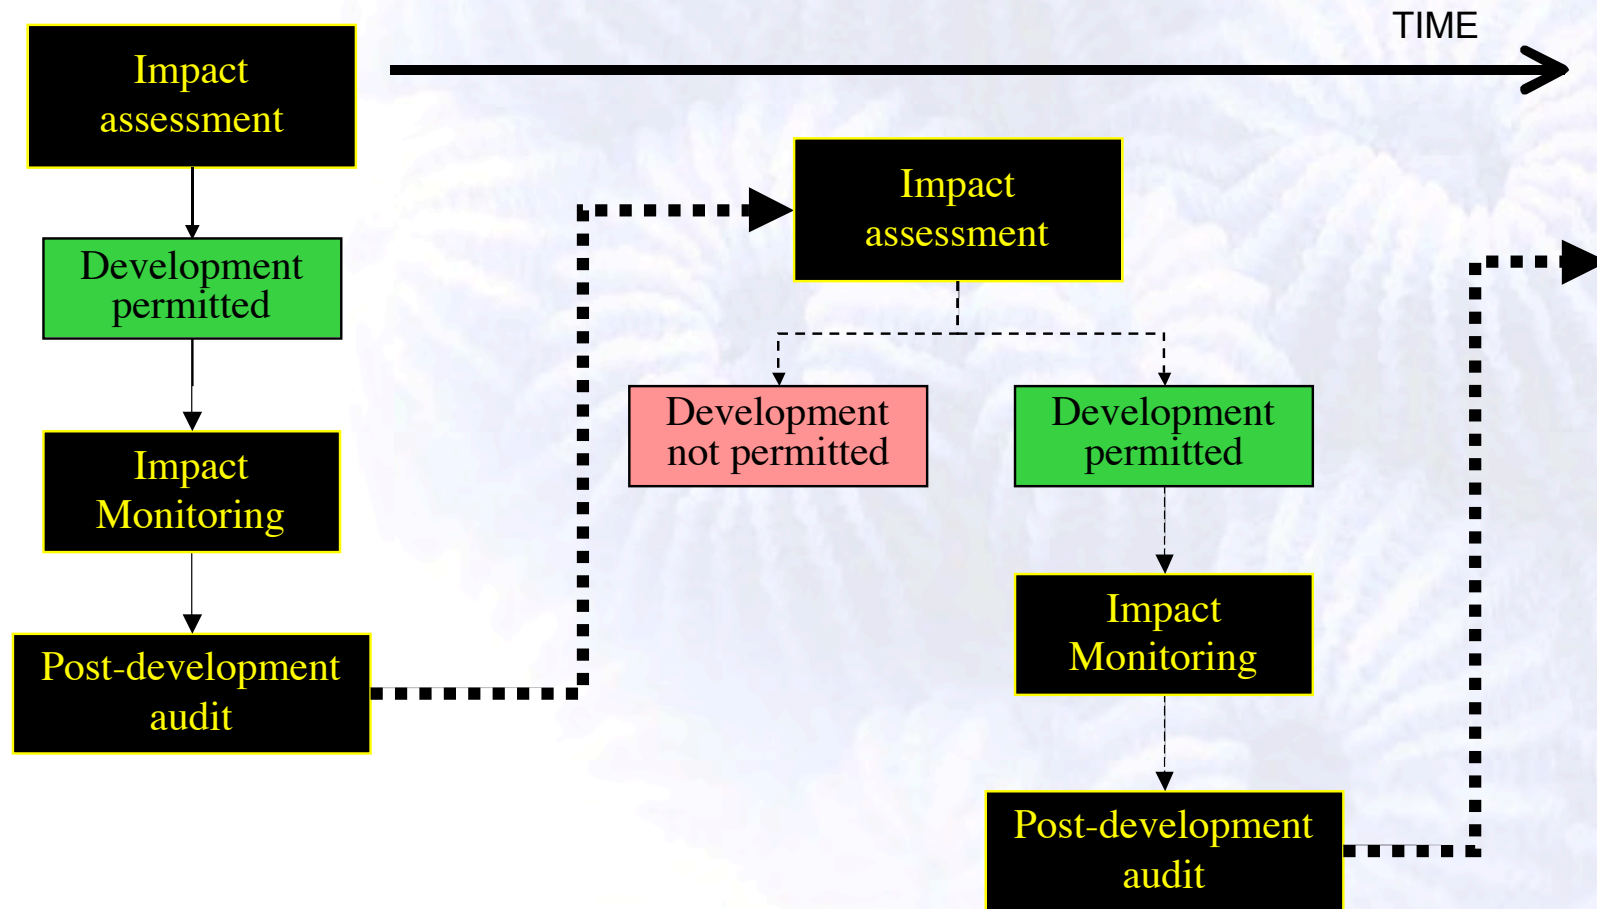 TIME
Impact
assessment
Development
permitted
Impact
Monitoring
Post-development
audit
Impact
assessment
Development
not permitted
Development
permitted
Impact
Monitoring
Post-development
audit